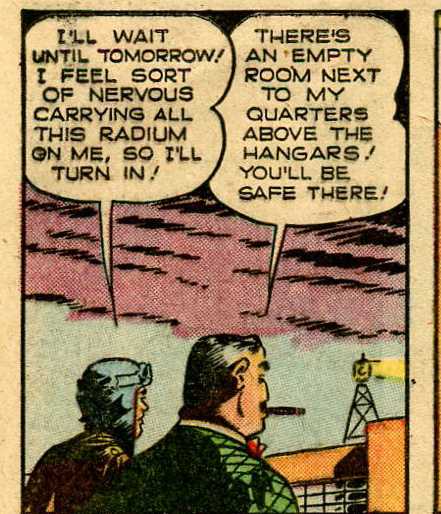 I'LL WAIT
UNTIL TOMORROW!
I FEEL SORT
OF NERVOUS
CARRYING ALL
THIS RADIUM
ON ME, SO I'LL
TURN IN!
THERE'S
AN EMPTY
ROOM NEXT
TO MY
QUARTERS
ABOVE THE
HANGARS!
YOU'LL BE
SAFE THERE!